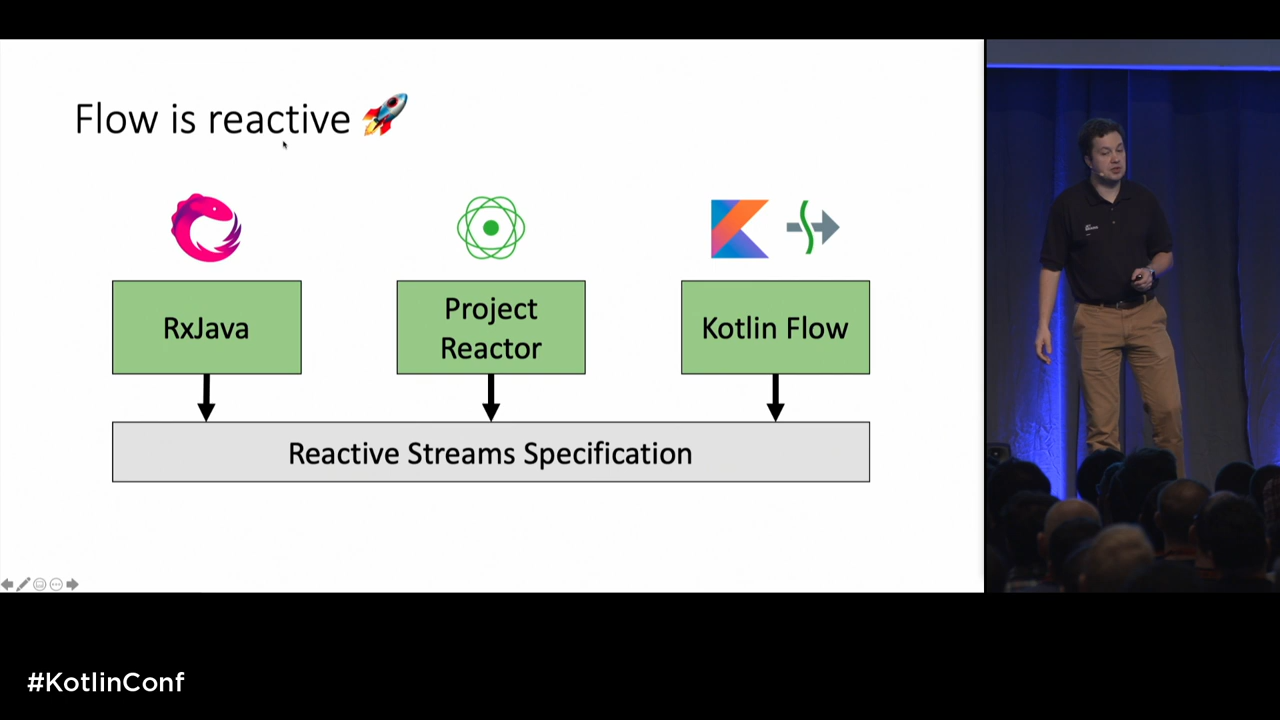 Flow is reactive 🚀
RxJava
Project
Reactor
Kotlin Flow
Reactive Streams Specification
#KotlinConf